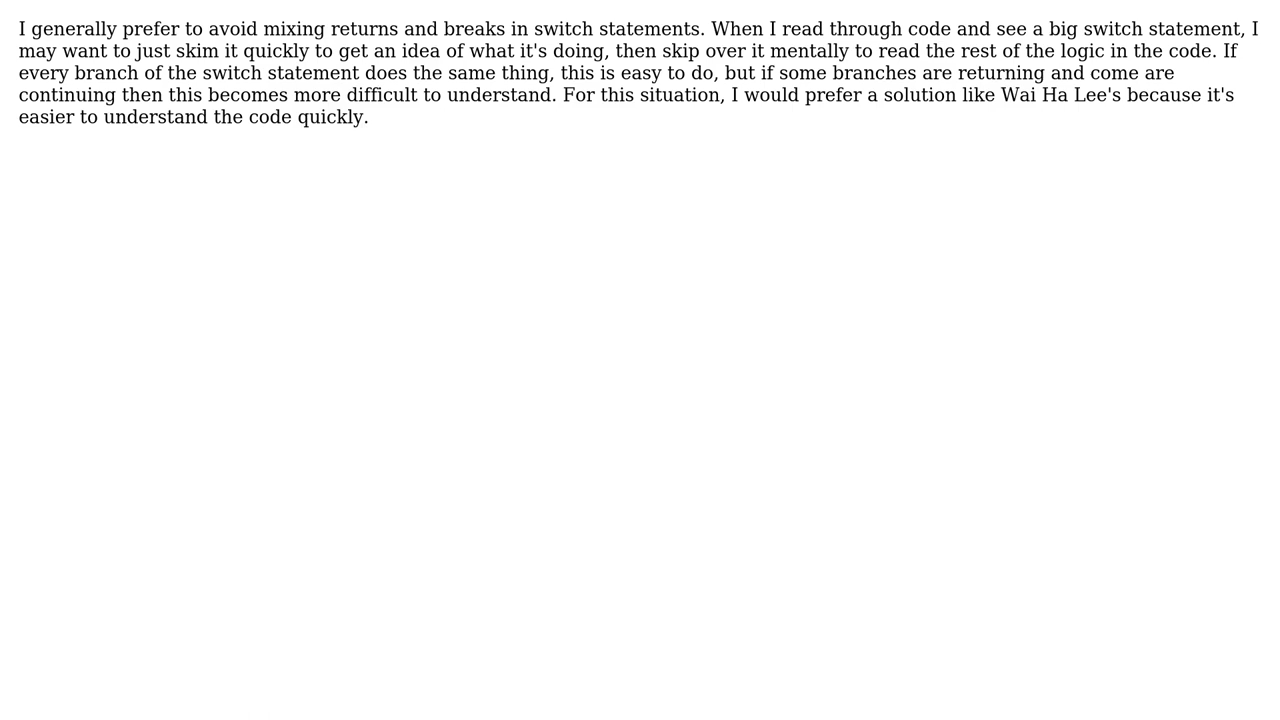 I generally prefer to avoid mixing returns and breaks in switch statements. When I read through code and see a big switch statement, I
may want to just skim it quickly to get an idea of what it's doing, then skip over it mentally to read the rest of the logic in the code. If
every branch of the switch statement does the same thing, this is easy to do, but if some branches are returning and come are
continuing then this becomes more difficult to understand. For this situation, I would prefer a solution like Wai Ha Lee's because it's
easier to understand the code quickly.